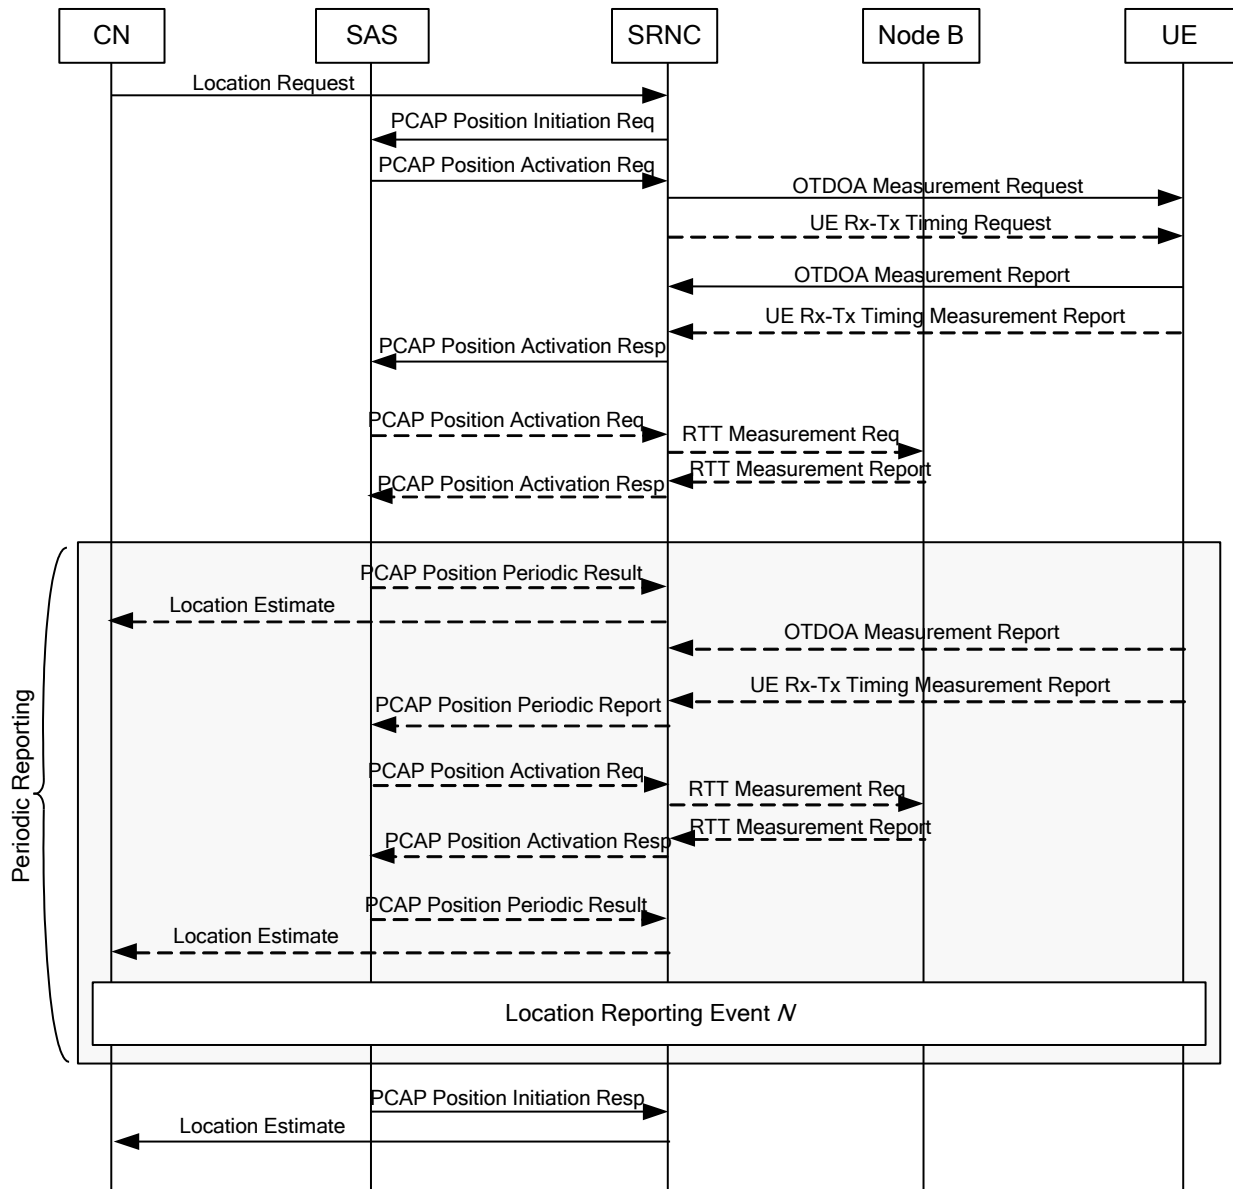 CN
SAS
SRNC
Node B
UE
Location Request
PCAP Position Initiation Req
PCAP Position Activation Req
OTDOA Measurement Request
UE Rx-Tx Timing Request
OTDOA Measurement Report
UE Rx-Tx Timing Measurement Report
PCAP Position Activation Resp
PCAP Position Activation Req
RTT Measurement Req
RTT Measurement Report
PCAP Position Activation Resp
Periodic Reporting
PCAP Position Periodic Result
Location Estimate
OTDOA Measurement Report
UE Rx-Tx Timing Measurement Report
PCAP Position Periodic Report
PCAP Position Activation Req
RTT Measurement Req
RTT Measurement Report
PCAP Position Activation Resp
PCAP Position Periodic Result
Location Estimate
Location Reporting Event N
PCAP Position Initiation Resp
Location Estimate